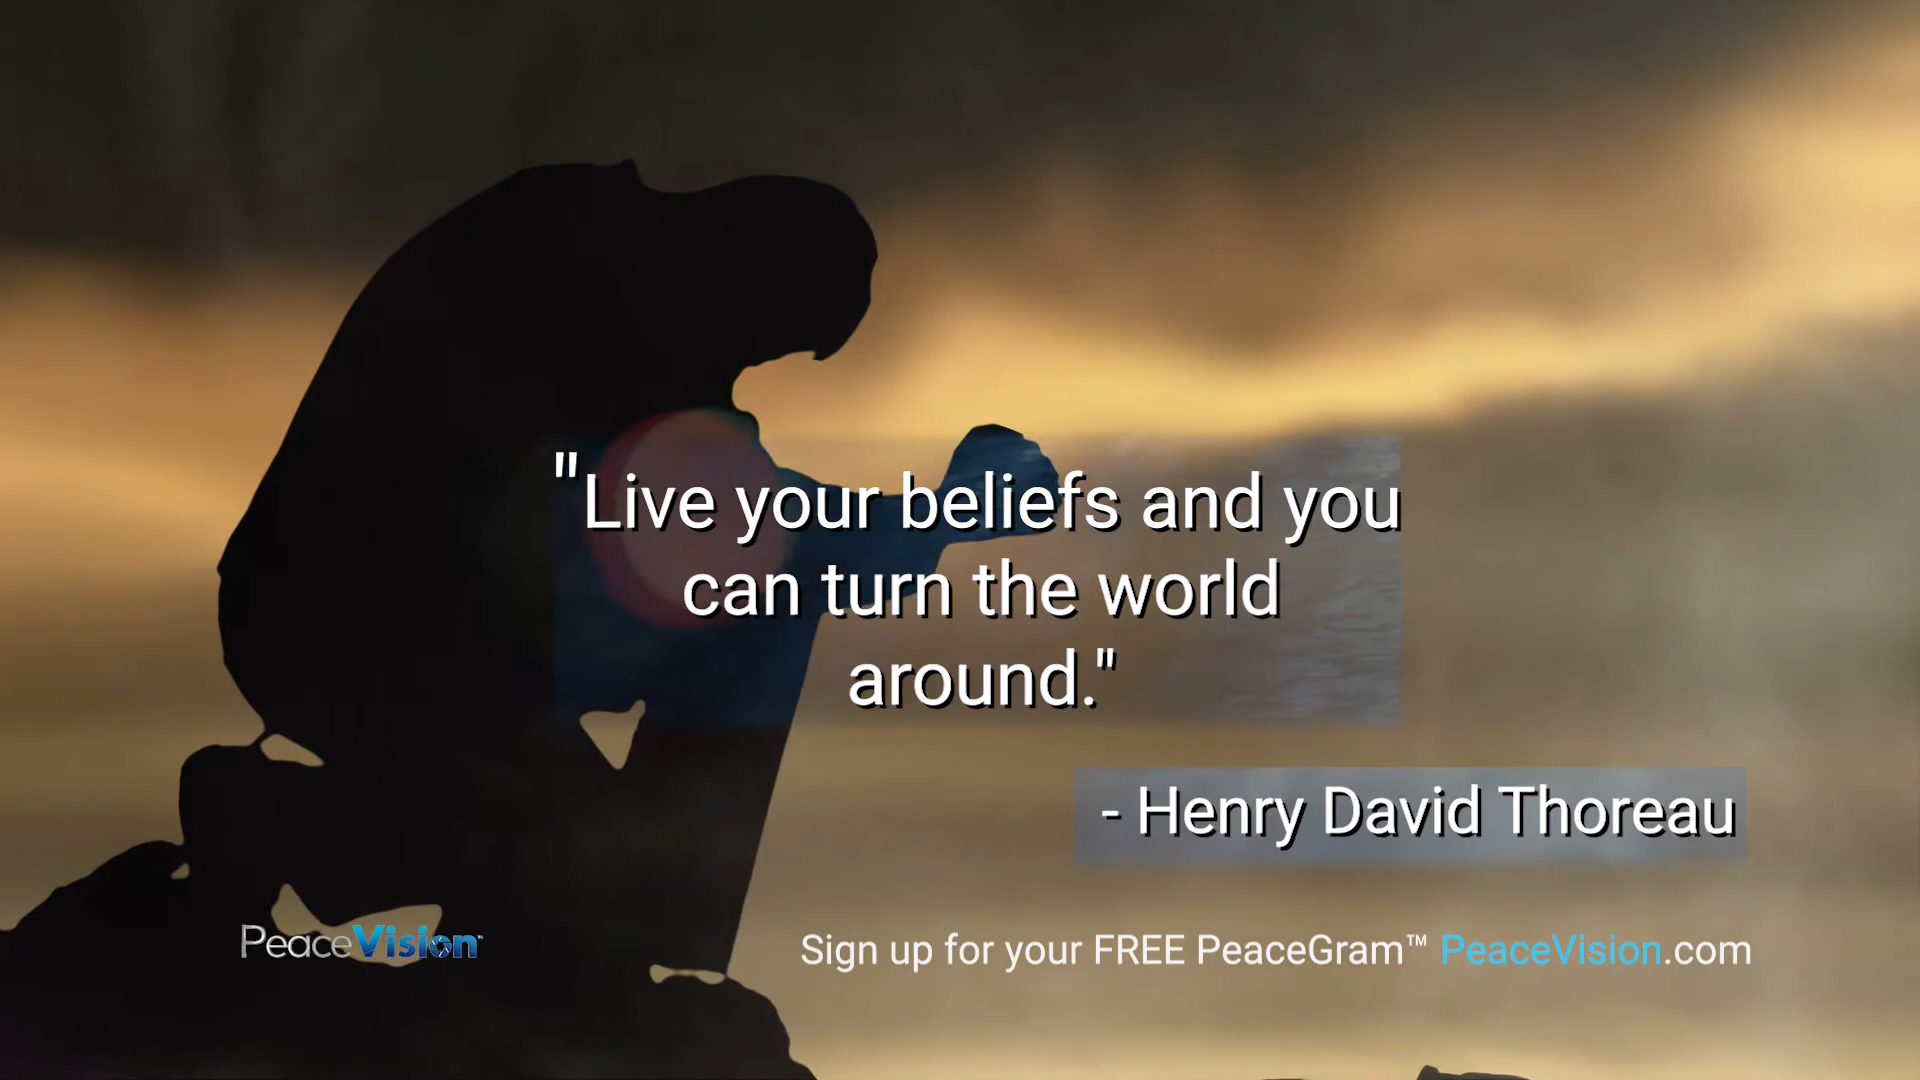 "Live your beliefs and you
can turn the world
around."
- Henry David Thoreau
PeaceVision™
Sign up for your FREE PeaceGram™ PeaceVision.com